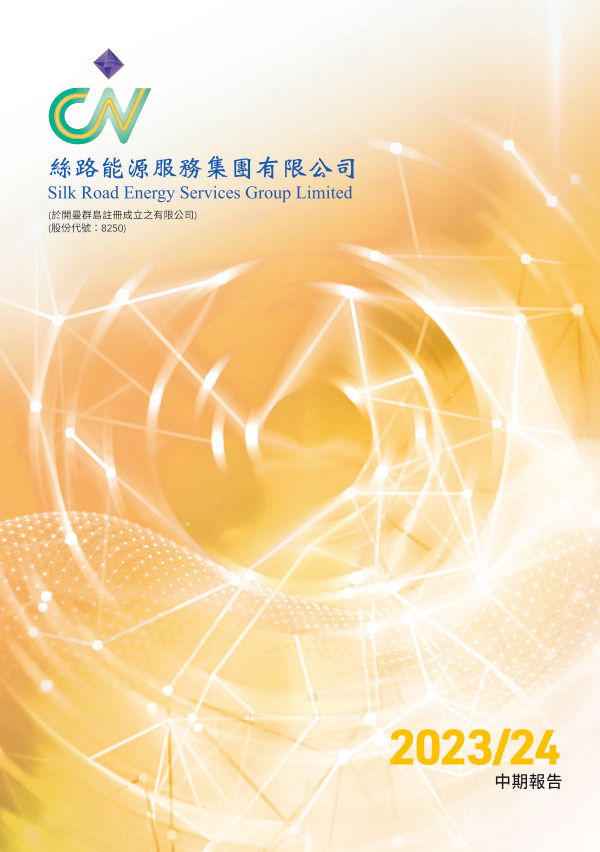 絲路能源服務集團有限公司
Silk Road Energy Services Group Limited
(於開曼群島註冊成立之有限公司)
(股份代號：8250)
2023/24
中期報告